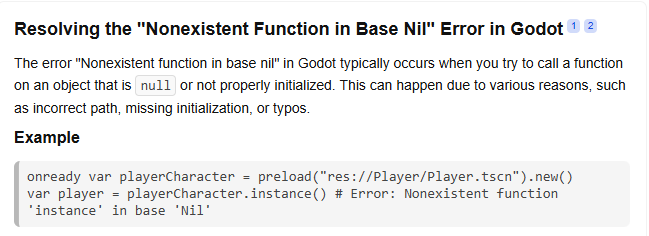 Resolving the "Nonexistent Function in Base Nil" Error in Godot 1 2
The error "Nonexistent function in base nil" in Godot typically occurs when you try to call a function
on an object that is null or not properly initialized. This can happen due to various reasons, such
as incorrect path, missing initialization, or typos.
Example
onready var playerCharacter = preload("res://Player/Player.tscn").new()
var player = playerCharacter.instance() # Error: Nonexistent function
'instance' in base 'Nil'